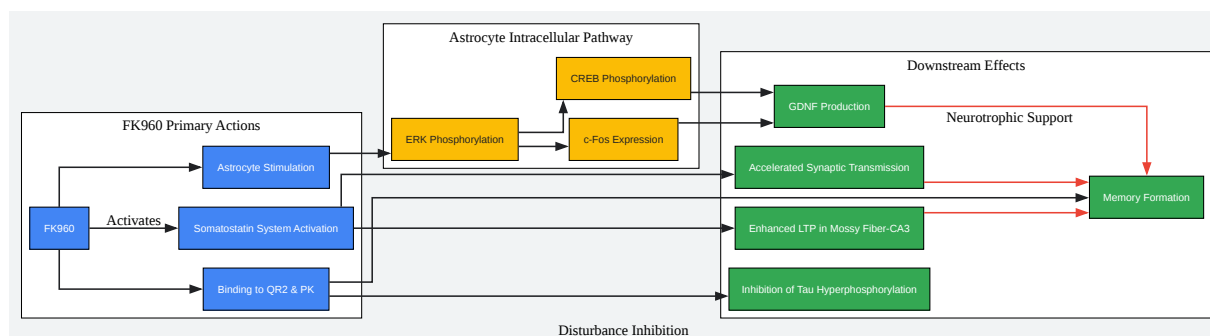 Astrocyte Intracellular Pathway
CREB Phosphorylation
ERK Phosphorylation
c-Fos Expression
FK960 Primary Actions
Astrocyte Stimulation
FK960
Activates
Somatostatin System Activation
Binding to QR2 & PK
Downstream Effects
GDNF Production
Neurotrophic Support
Accelerated Synaptic Transmission
Memory Formation
Enhanced LTP in Mossy Fiber-CA3
Inhibition of Tau Hyperphosphorylation
Disturbance Inhibition